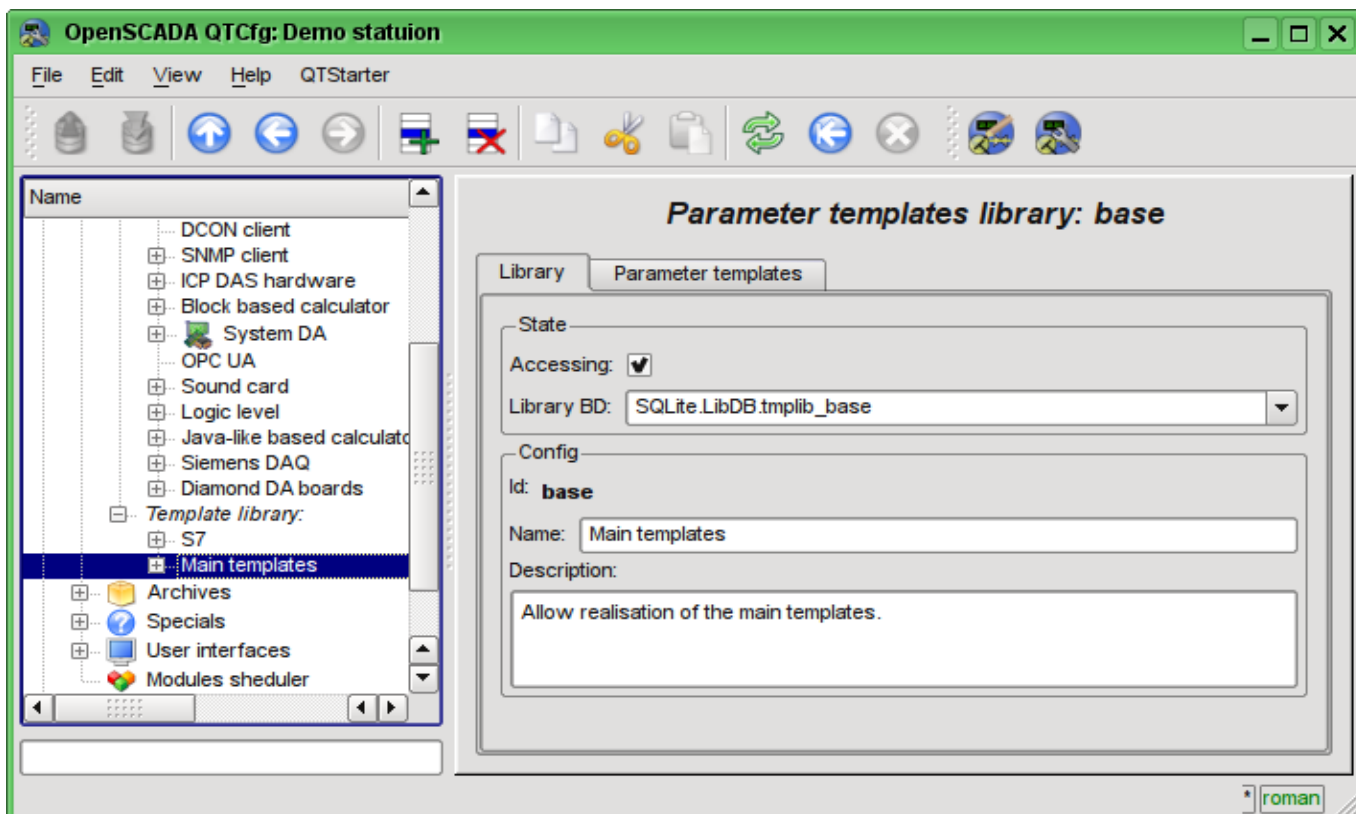 OpenSCADA QTCfg: Demo statuion
File Edit View Help QTStarter
Name
DCON client
SNMP client
ICP DAS hardware
Block based calculator
System DA
OPC UA
Sound card
Logic level
Java-like based calculato
Siemens DAQ
Diamond DA boards
Template library:
S7
Main templates
Archives
Specials
User interfaces
Modules sheduler
Parameter templates library: base
Library Parameter templates
State
Accessing:
Library BD: SQLite.LibDB.tmplib_base
Config
Id: base
Name: Main templates
Description:
Allow realisation of the main templates.
* roman